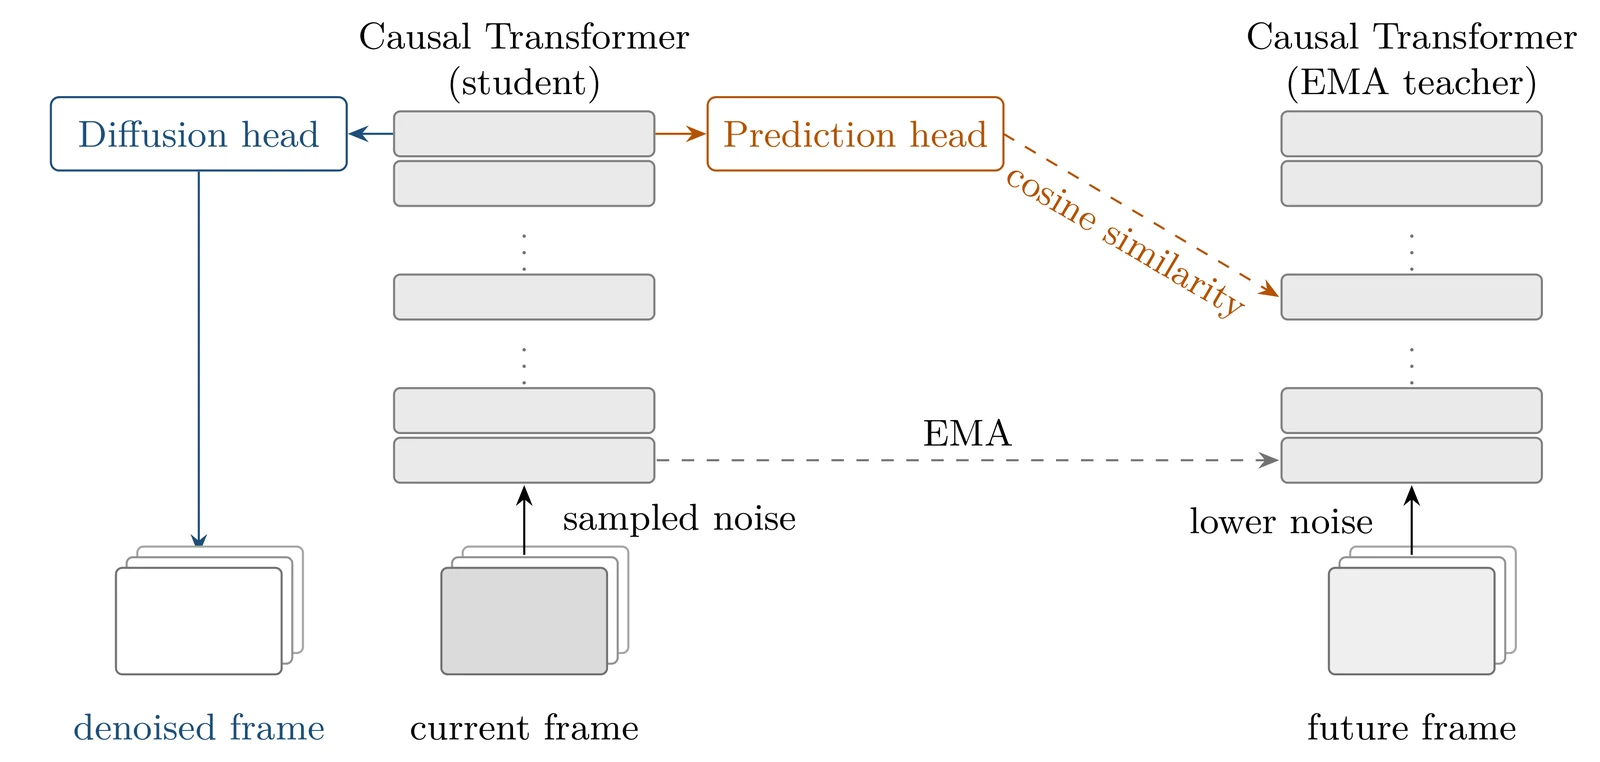 Causal Transformer
(student)
Causal Transformer
(EMA teacher)
Diffusion head
Prediction head
cosine similarity
EMA
sampled noise
lower noise
denoised frame
current frame
future frame